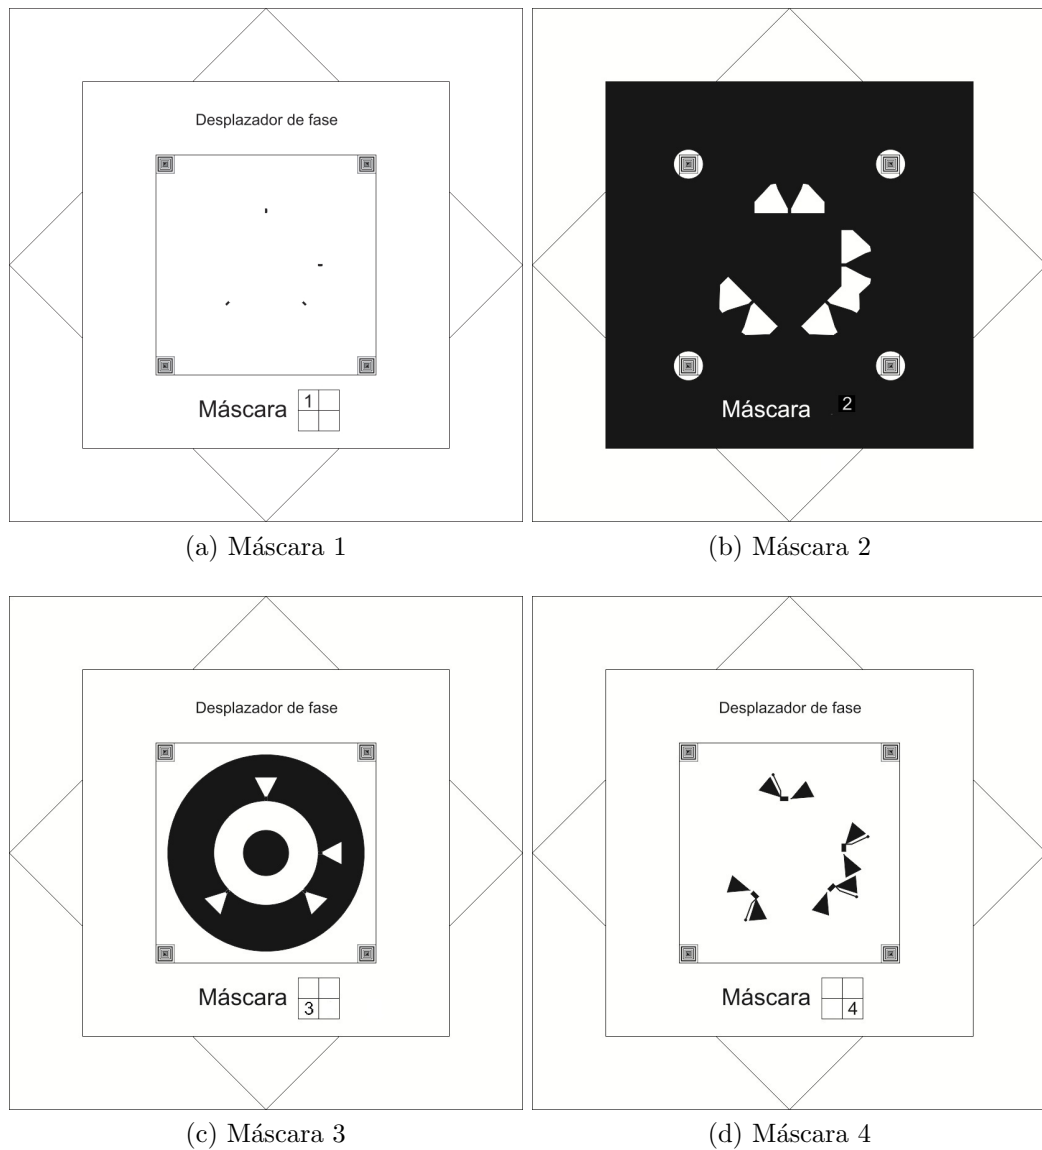 Desplazador de fase
Máscara 1
Máscara 2
(a) Máscara 1
(b) Máscara 2
Desplazador de fase
Desplazador de fase
Máscara 3
Máscara 4
(c) Máscara 3
(d) Máscara 4